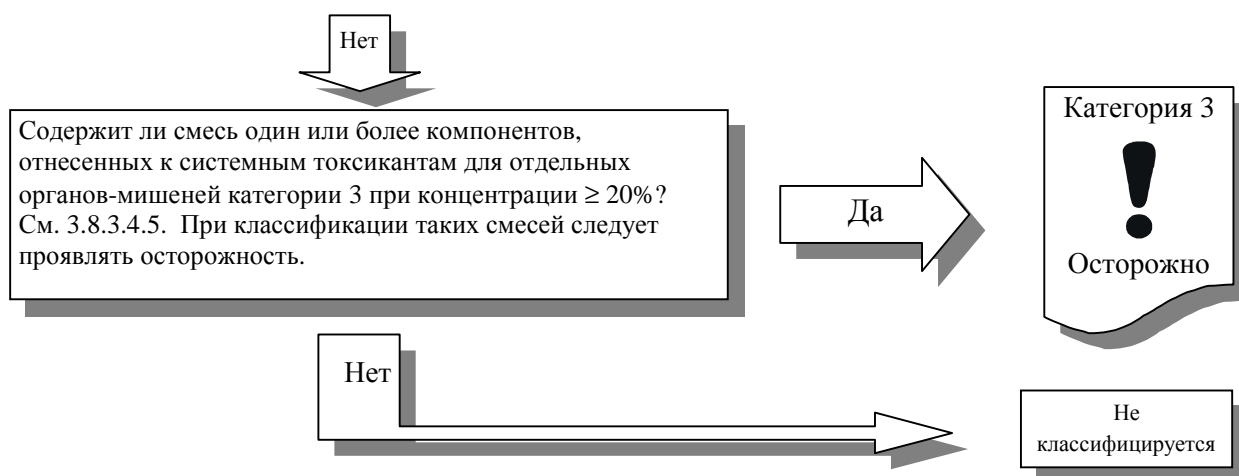 Нет
Содержит ли смесь один или более компонентов,
отнесенных к системным токсикантам для отдельных
органов-мишеней категории 3 при концентрации ≥ 20%?
См. 3.8.3.4.5. При классификации таких смесей следует
проявлять осторожность.
Да
Категория 3
!
Осторожно
Нет
Не
классифицируется